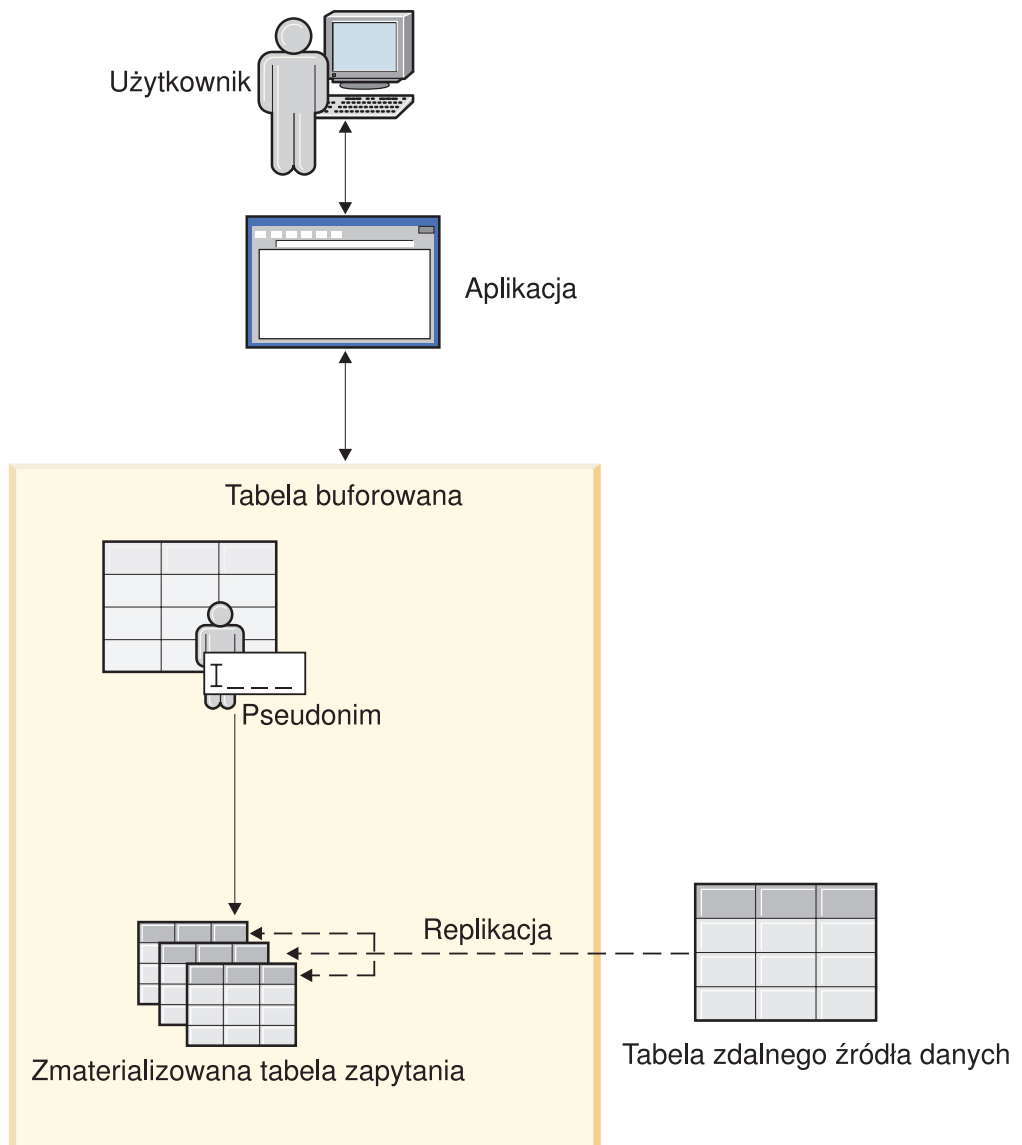 Użytkownik
Aplikacja
Tabela buforowana
Pseudonim
Replikacja
Zmaterializowana tabela zapytania
Tabela zdalnego źródła danych